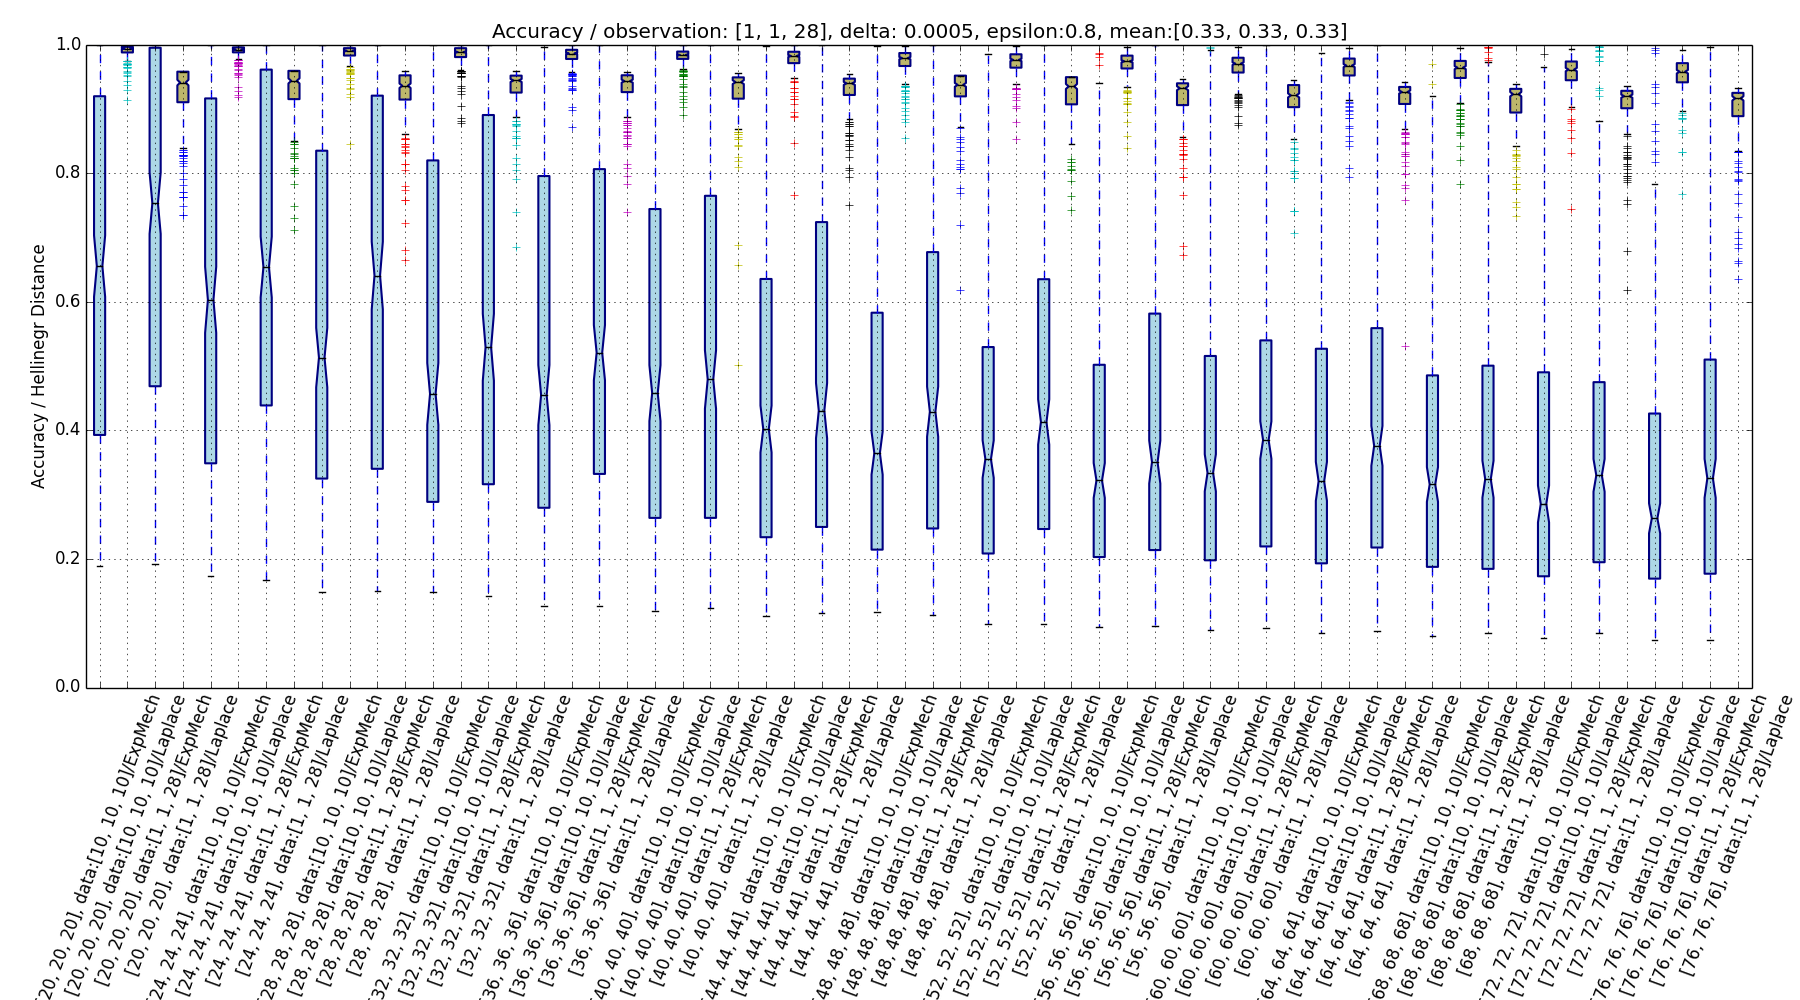 Accuracy / observation: [1, 1, 28], delta: 0.0005, epsilon:0.8, mean:[0.33, 0.33, 0.33]
Accuracy / Hellinegr Distance
1.0
0.8
0.6
0.4
0.2
0.0
[20, 20, 20], data:[10, 10, 10]/ExpMech
[20, 20, 20], data:[10, 10, 10]/Laplace
[20, 20, 20], data:[1, 1, 28]/ExpMech
[20, 20, 20], data:[1, 1, 28]/Laplace
[24, 24, 24], data:[10, 10, 10]/ExpMech
[24, 24, 24], data:[10, 10, 10]/Laplace
[24, 24, 24], data:[1, 1, 28]/ExpMech
[24, 24, 24], data:[1, 1, 28]/Laplace
[28, 28, 28], data:[10, 10, 10]/ExpMech
[28, 28, 28], data:[10, 10, 10]/Laplace
[28, 28, 28], data:[1, 1, 28]/ExpMech
[28, 28, 28], data:[1, 1, 28]/Laplace
[32, 32, 32], data:[10, 10, 10]/ExpMech
[32, 32, 32], data:[10, 10, 10]/Laplace
[32, 32, 32], data:[1, 1, 28]/ExpMech
[32, 32, 32], data:[1, 1, 28]/Laplace
[36, 36, 36], data:[10, 10, 10]/ExpMech
[36, 36, 36], data:[10, 10, 10]/Laplace
[36, 36, 36], data:[1, 1, 28]/ExpMech
[36, 36, 36], data:[1, 1, 28]/Laplace
[40, 40, 40], data:[10, 10, 10]/ExpMech
[40, 40, 40], data:[10, 10, 10]/Laplace
[40, 40, 40], data:[1, 1, 28]/ExpMech
[40, 40, 40], data:[1, 1, 28]/Laplace
[44, 44, 44], data:[10, 10, 10]/ExpMech
[44, 44, 44], data:[10, 10, 10]/Laplace
[44, 44, 44], data:[1, 1, 28]/ExpMech
[44, 44, 44], data:[1, 1, 28]/Laplace
[48, 48, 48], data:[10, 10, 10]/ExpMech
[48, 48, 48], data:[10, 10, 10]/Laplace
[48, 48, 48], data:[1, 1, 28]/ExpMech
[48, 48, 48], data:[1, 1, 28]/Laplace
[52, 52, 52], data:[10, 10, 10]/ExpMech
[52, 52, 52], data:[10, 10, 10]/Laplace
[52, 52, 52], data:[1, 1, 28]/ExpMech
[52, 52, 52], data:[1, 1, 28]/Laplace
[56, 56, 56], data:[10, 10, 10]/ExpMech
[56, 56, 56], data:[10, 10, 10]/Laplace
[56, 56, 56], data:[1, 1, 28]/ExpMech
[56, 56, 56], data:[1, 1, 28]/Laplace
[60, 60, 60], data:[10, 10, 10]/ExpMech
[60, 60, 60], data:[10, 10, 10]/Laplace
[60, 60, 60], data:[1, 1, 28]/ExpMech
[60, 60, 60], data:[1, 1, 28]/Laplace
[64, 64, 64], data:[10, 10, 10]/ExpMech
[64, 64, 64], data:[10, 10, 10]/Laplace
[64, 64, 64], data:[1, 1, 28]/ExpMech
[64, 64, 64], data:[1, 1, 28]/Laplace
[68, 68, 68], data:[10, 10, 10]/ExpMech
[68, 68, 68], data:[10, 10, 10]/Laplace
[68, 68, 68], data:[1, 1, 28]/ExpMech
[68, 68, 68], data:[1, 1, 28]/Laplace
[72, 72, 72], data:[10, 10, 10]/ExpMech
[72, 72, 72], data:[10, 10, 10]/Laplace
[72, 72, 72], data:[1, 1, 28]/ExpMech
[72, 72, 72], data:[1, 1, 28]/Laplace
[76, 76, 76], data:[10, 10, 10]/ExpMech
[76, 76, 76], data:[10, 10, 10]/Laplace
[76, 76, 76], data:[1, 1, 28]/ExpMech
[76, 76, 76], data:[1, 1, 28]/Laplace